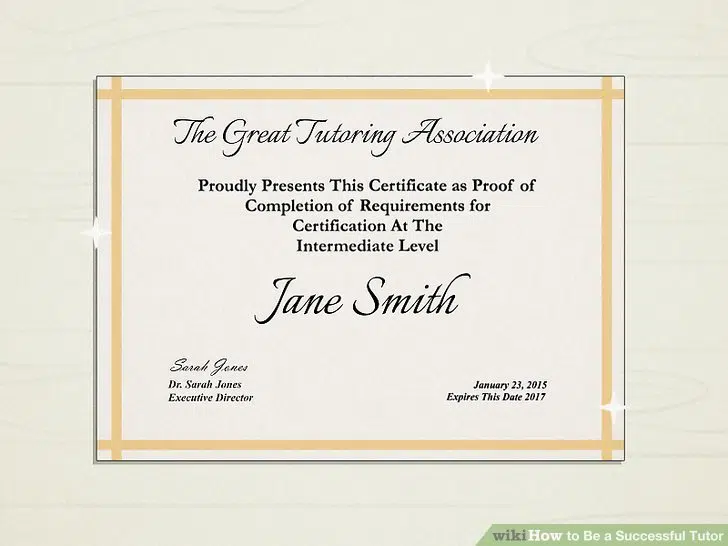 The Great Tutoring Association
Proudly Presents This Certificate as Proof of
Completion of Requirements for
Certification At The
Intermediate Level
Jane Smith
Sarah Jones
Dr. Sarah Jones
Executive Director
January 23, 2015
Expires This Date 2017
wikiHow to Be a Successful Tutor